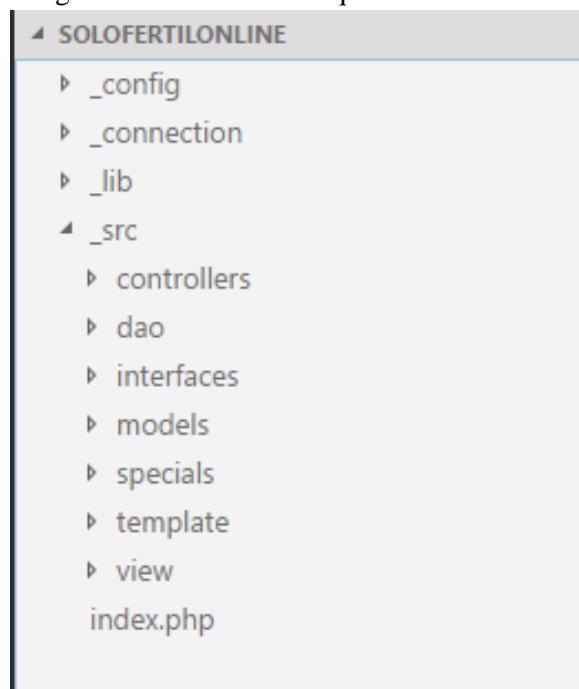 SOLOFERTILONLINE
_config
_connection
_lib
_src
controllers
dao
interfaces
models
specials
template
view
index.php